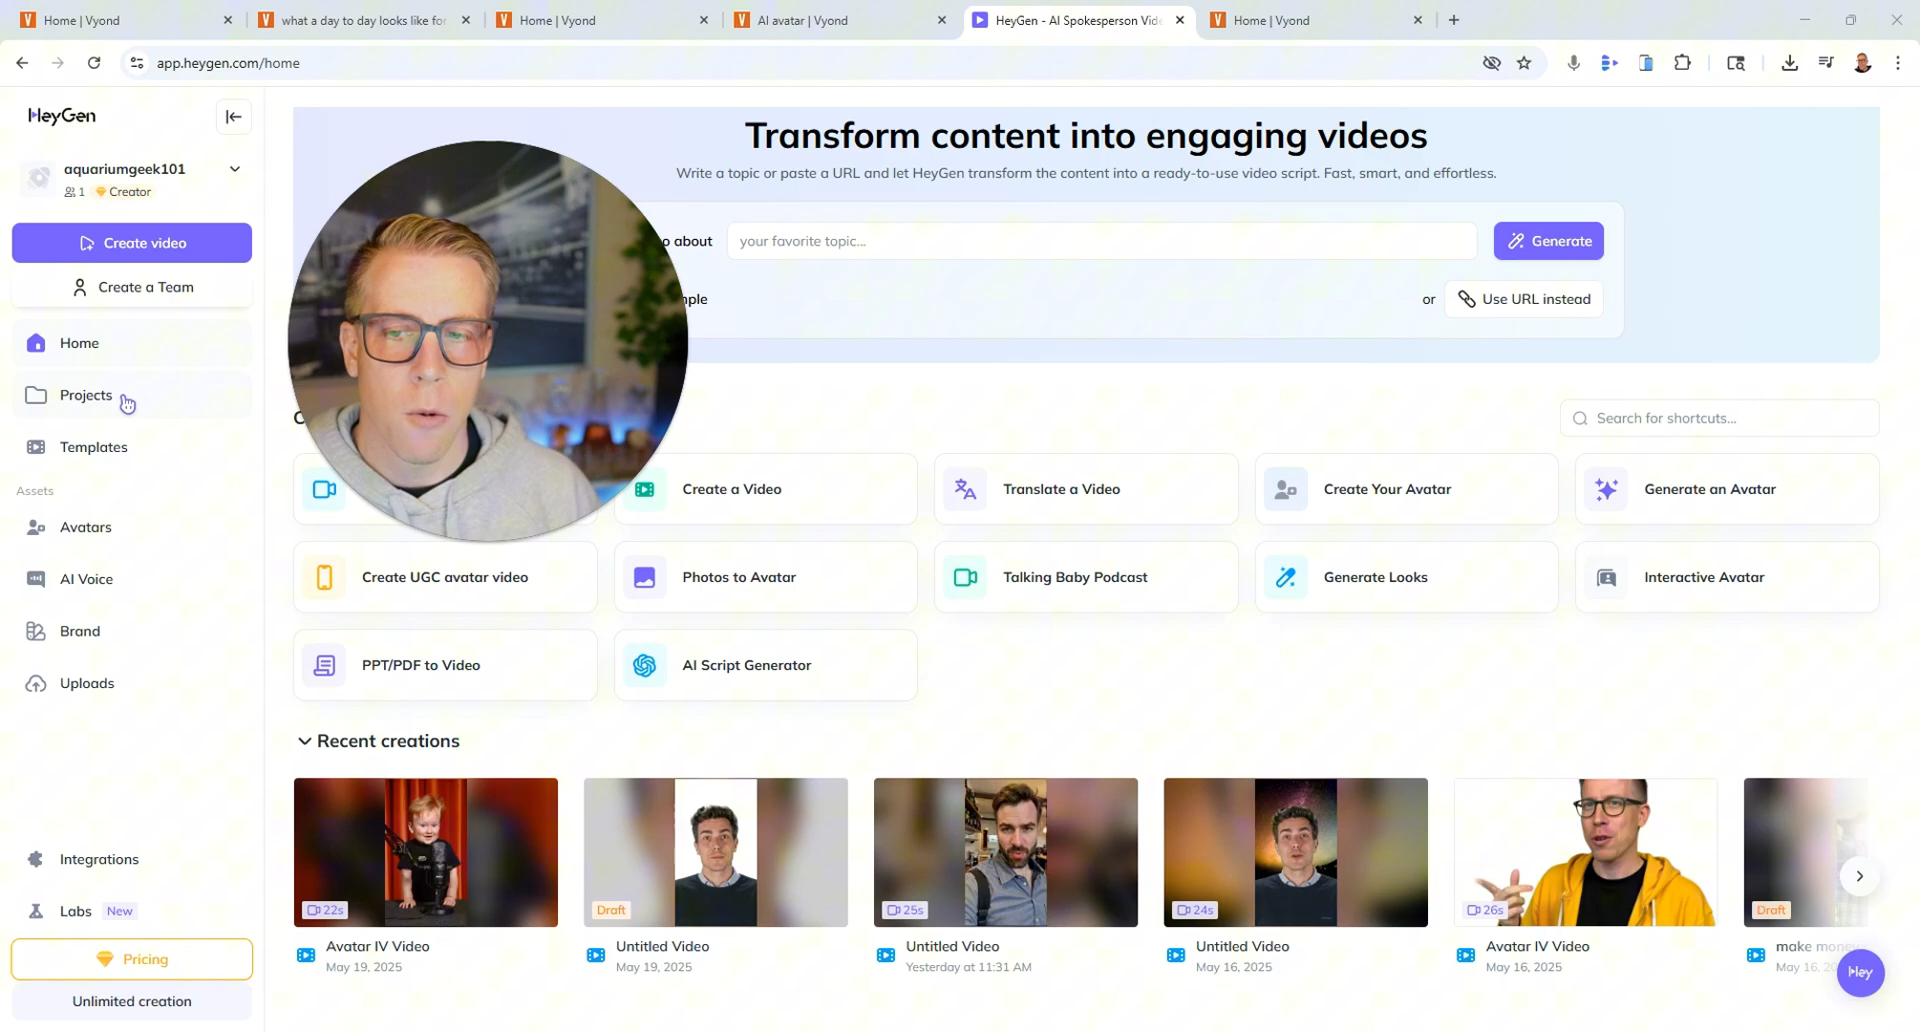 Home | Vyond
what a day to day looks like for
Home | Vyond
AI avatar | Vyond
HeyGen - AI Spokesperson Vide
Home | Vyond
app.heygen.com/home
HeyGen
aquariumgeek101
1 Creator
Create video
Create a Team
Home
Projects
Templates
Assets
Avatars
AI Voice
Brand
Uploads
Integrations
Labs New
Pricing
Unlimited creation
Transform content into engaging videos
Write a topic or paste a URL and let HeyGen transform the content into a ready-to-use video script. Fast, smart, and effortless.
about
your favorite topic...
Generate
or
Use URL instead
Search for shortcuts...
Create a Video
Translate a Video
Create Your Avatar
Generate an Avatar
Create UGC avatar video
Photos to Avatar
Talking Baby Podcast
Generate Looks
Interactive Avatar
PPT/PDF to Video
AI Script Generator
Recent creations
22s
Draft
25s
24s
26s
Draft
Avatar IV Video
May 19, 2025
Untitled Video
May 19, 2025
Untitled Video
Yesterday at 11:31 AM
Untitled Video
May 16, 2025
Avatar IV Video
May 16, 2025
make money
May 16, 20
Hey